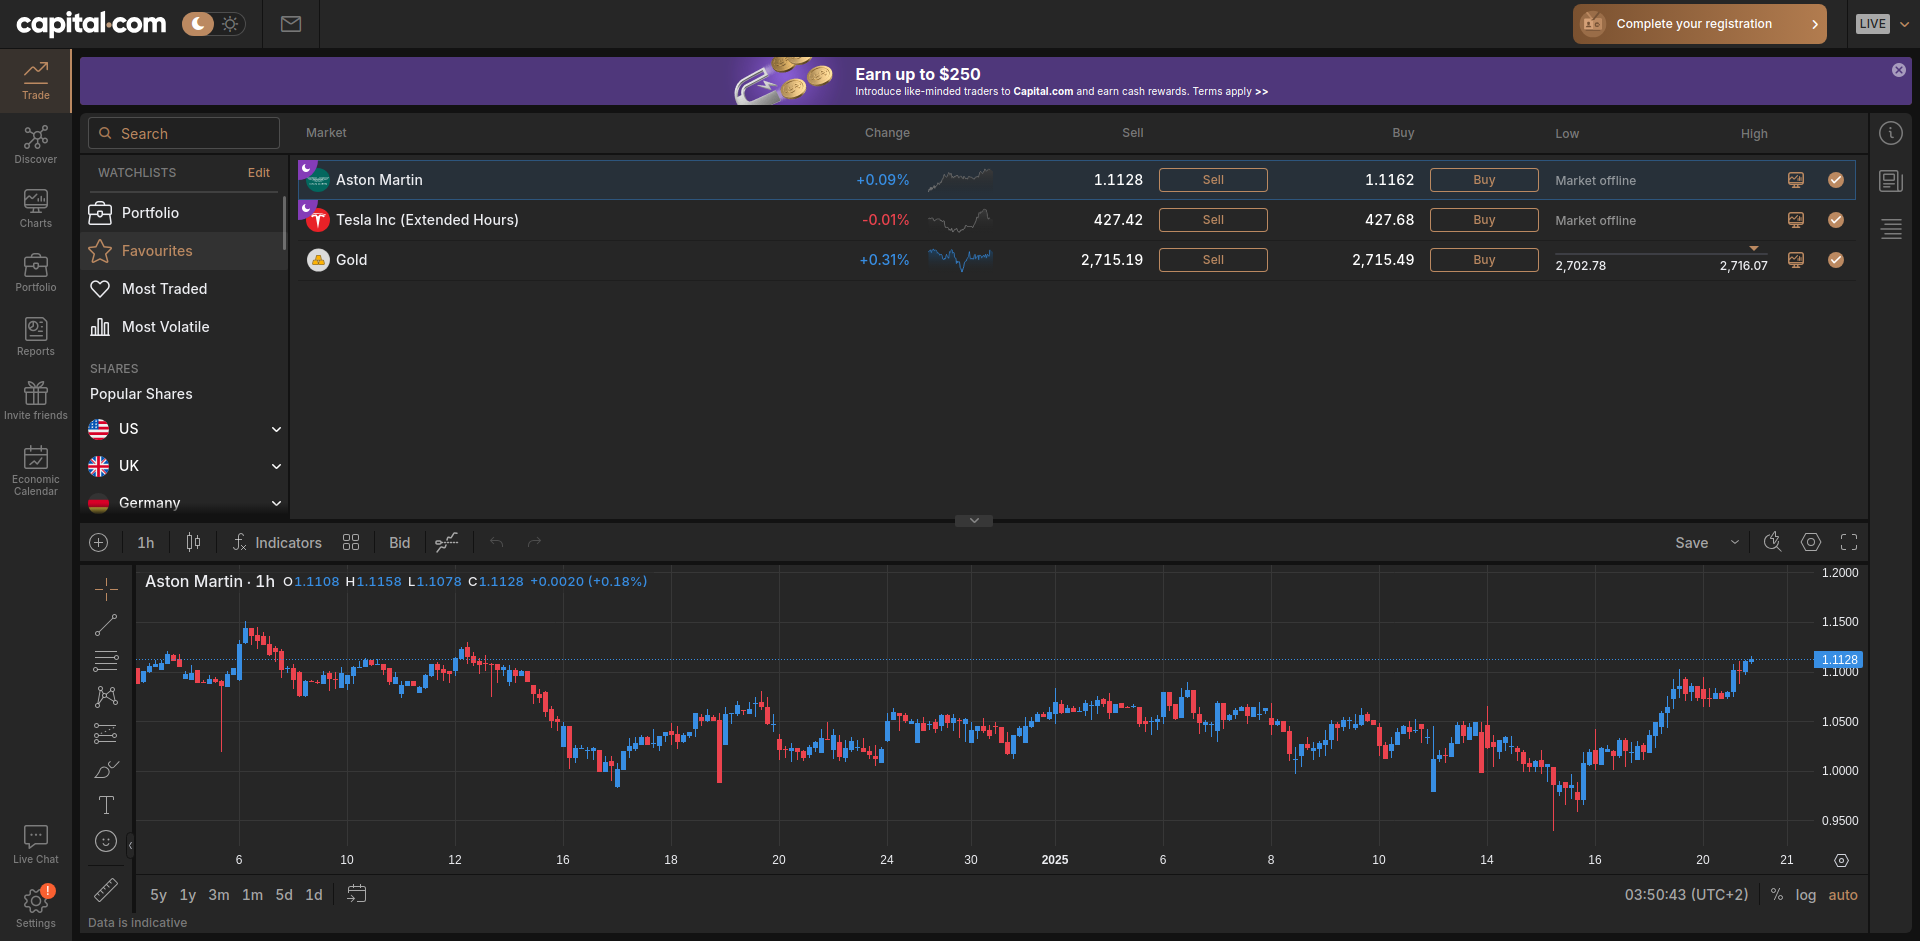 capital.com
Complete your registration
LIVE
Earn up to $250
Introduce like-minded traders to Capital.com and earn cash rewards. Terms apply >>
Trade
Discover
Charts
Portfolio
Reports
Invite friends
Economic
Calendar
Live Chat
!
Settings
Search
WATCHLISTS Edit
Portfolio
Favourites
Most Traded
Most Volatile
SHARES
Popular Shares
US
UK
Germany
Market Change Sell Buy Low High
Aston Martin +0.09% 1.1128 Sell 1.1162 Buy Market offline
Tesla Inc (Extended Hours) -0.01% 427.42 Sell 427.68 Buy Market offline
Gold +0.31% 2,715.19 Sell 2,715.49 Buy 2,702.78 2,716.07
1h Indicators Bid Save
Aston Martin · 1h O1.1108 H1.1158 L1.1078 C1.1128 +0.0020 (+0.18%)
1.2000
1.1500
1.1128
1.1000
1.0500
1.0000
0.9500
6 10 12 16 18 20 24 30 2025 6 8 10 14 16 20 21
5y 1y 3m 1m 5d 1d 03:50:43 (UTC+2) % log auto
Data is indicative